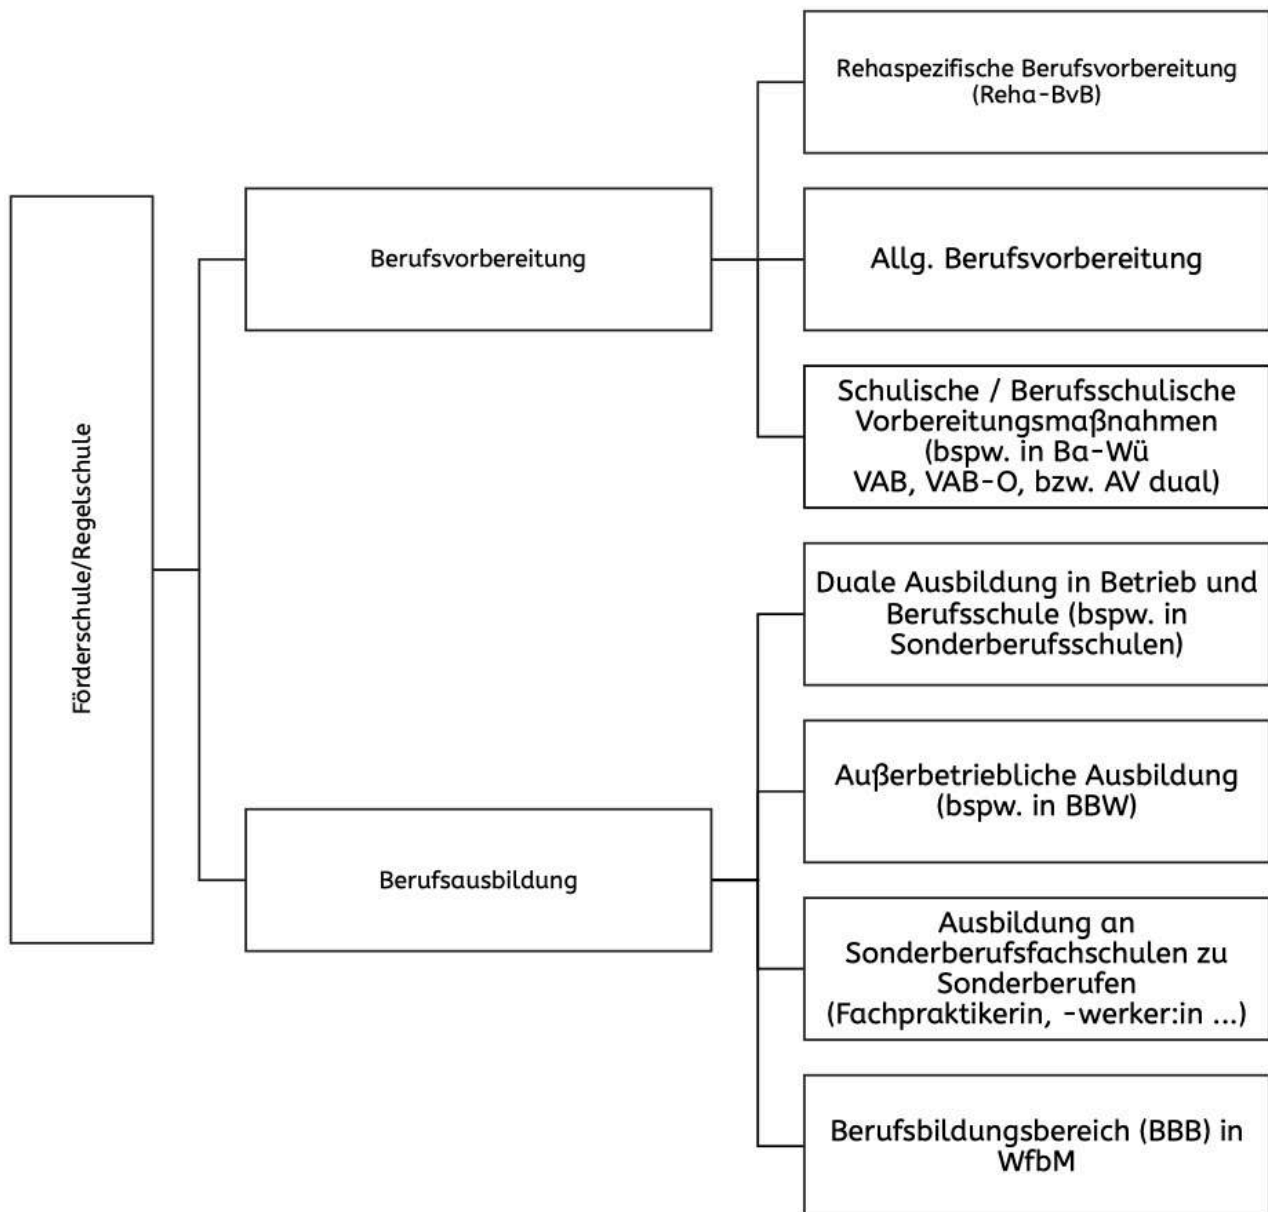 Förderschule/Regelschule
Berufsvorbereitung
Rehaspezifische Berufsvorbereitung
(Reha-BvB)
Allg. Berufsvorbereitung
Schulische / Berufsschulische
Vorbereitungsmaßnahmen
(bspw. in Ba-Wü
VAB, VAB-O, bzw. AV dual)
Berufsausbildung
Duale Ausbildung in Betrieb und
Berufsschule (bspw. in
Sonderberufsschulen)
Außerbetriebliche Ausbildung
(bspw. in BBW)
Ausbildung an
Sonderberufsfachschulen zu
Sonderberufen
(Fachpraktikerin, -werker:in ...)
Berufsbildungsbereich (BBB) in
WfbM